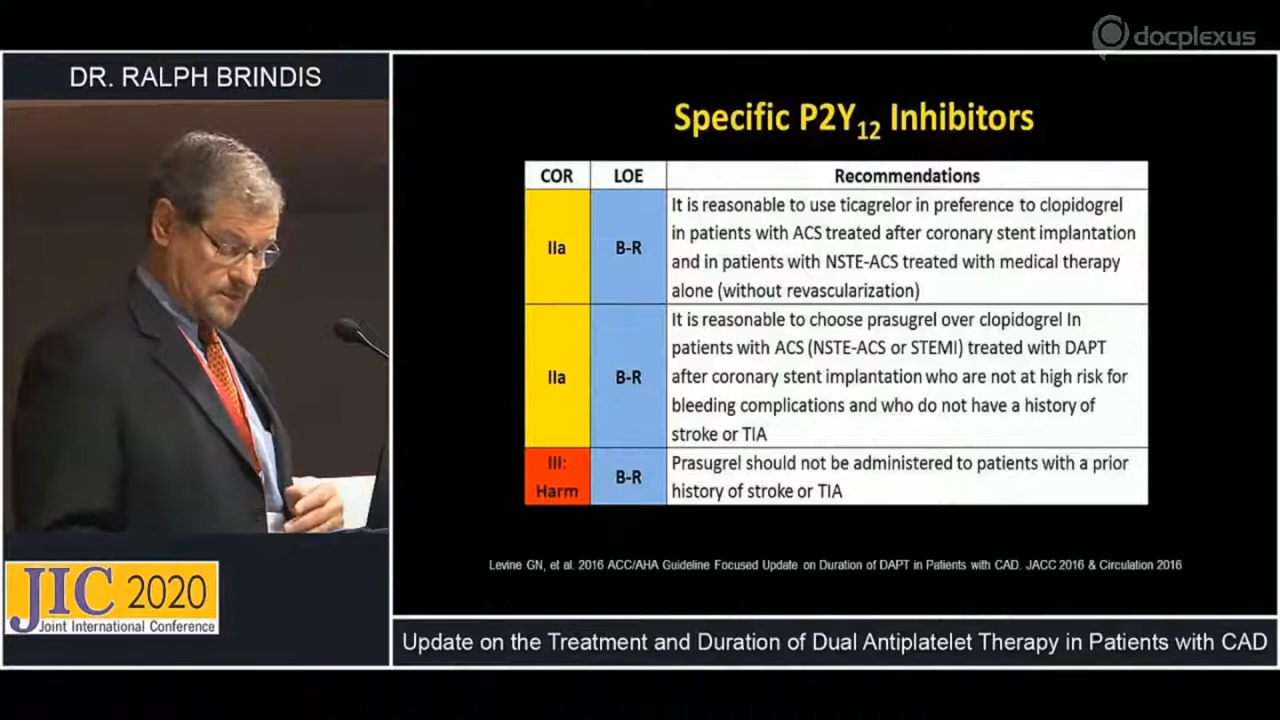 docplexus
DR. RALPH BRINDIS
Specific P2Y12 Inhibitors
COR LOE Recommendations
IIa B-R
It is reasonable to use ticagrelor in preference to clopidogrel
in patients with ACS treated after coronary stent implantation
and in patients with NSTE-ACS treated with medical therapy
alone (without revascularization)
IIa B-R
It is reasonable to choose prasugrel over clopidogrel In
patients with ACS (NSTE-ACS or STEMI) treated with DAPT
after coronary stent implantation who are not at high risk for
bleeding complications and who do not have a history of
stroke or TIA
III:
Harm
B-R
Prasugrel should not be administered to patients with a prior
history of stroke or TIA
Levine GN, et al. 2016 ACC/AHA Guideline Focused Update on Duration of DAPT in Patients with CAD. JACC 2016 & Circulation 2016
JIC 2020
Joint International Conference
Update on the Treatment and Duration of Dual Antiplatelet Therapy in Patients with CAD